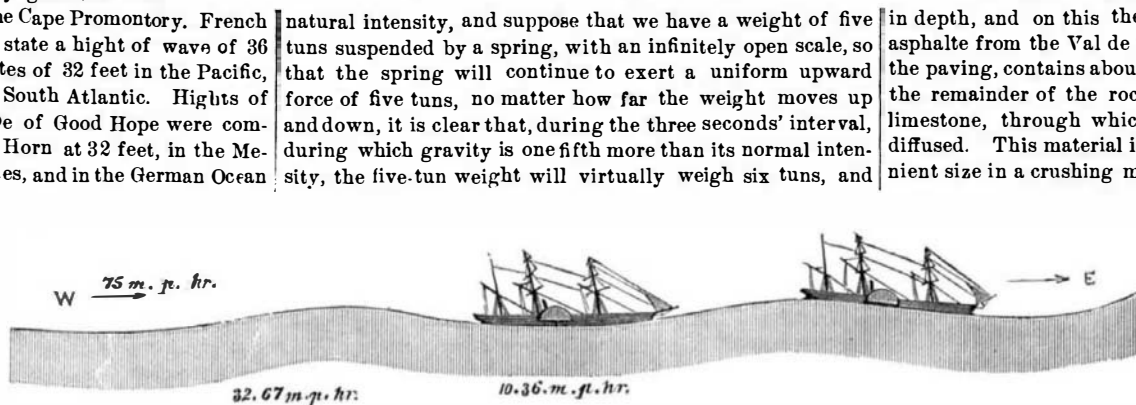 he Cape Promontory. French
state a hight of wave of 36
tes of 32 feet in the Pacific,
South Atlantic. Hights of
e of Good Hope were com-
Horn at 32 feet, in the Me-
es, and in the German Ocean
natural intensity, and suppose that we have a weight of five
tuns suspended by a spring, with an infinitely open scale, so
that the spring will continue to exert a uniform upward
force of five tuns, no matter how far the weight moves up
and down, it is clear that, during the three seconds' interval,
during which gravity is one fifth more than its normal inten-
sity, the five-tun weight will virtually weigh six tuns, and
in depth, and on this the
asphalte from the Val de
the paving, contains abou
the remainder of the roc
limestone, through whic
diffused. This material i
nient size in a crushing m
W 75 m. p. hr.
E
32.67 m. p. hr. 10.36. m. p. hr.